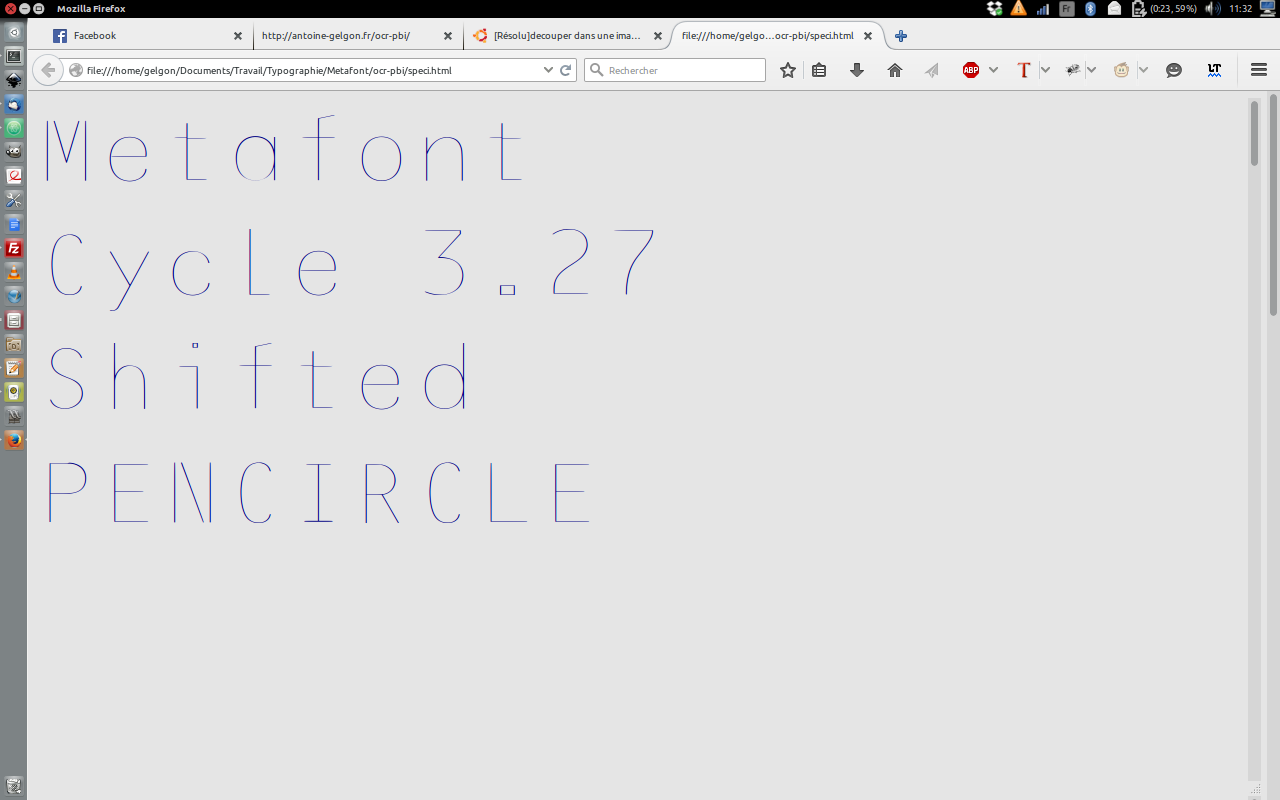 Mozilla Firefox
Fr
(0:23, 59%)
11:32
Facebook
http://antoine-gelgon.fr/ocr-pbi/
[Résolu]decouper dans une ima...
file:///home/gelgo...ocr-pbi/speci.html
file:///home/gelgon/Documents/Travail/Typographie/Metafont/ocr-pbi/speci.html
Rechercher
ABP
T
LT
Metafont
Cycle 3.27
Shifted
PENCIRCLE
Fz